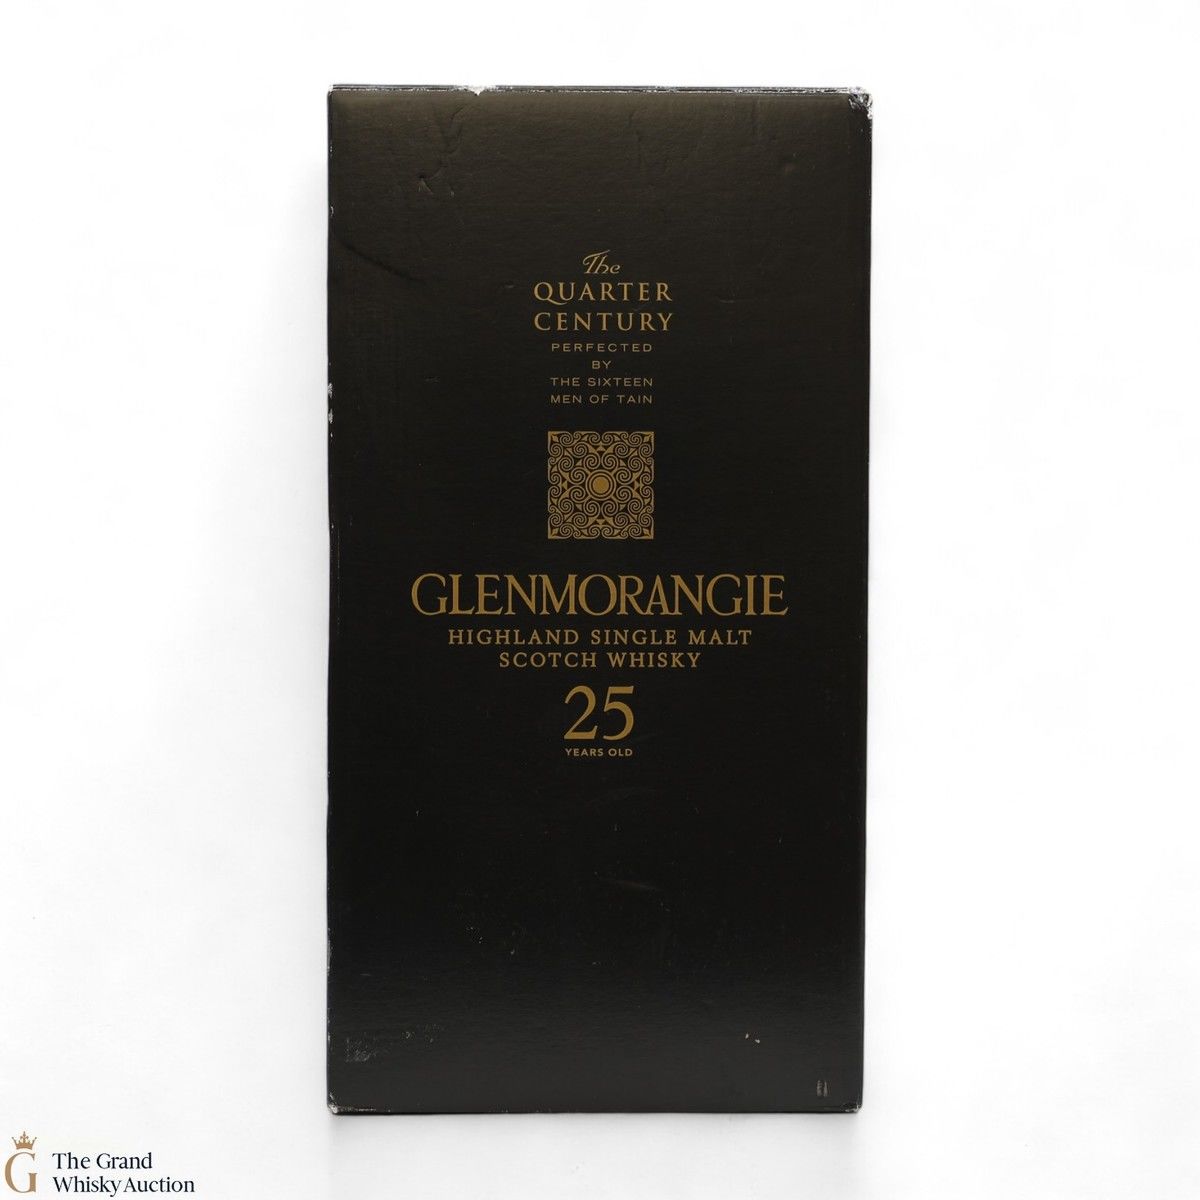 The
QUARTER
CENTURY
PERFECTED
BY
THE SIXTEEN
MEN OF TAIN
GLENMORANGIE
HIGHLAND SINGLE MALT
SCOTCH WHISKY
25
YEARS OLD
G
The Grand
Whisky Auction